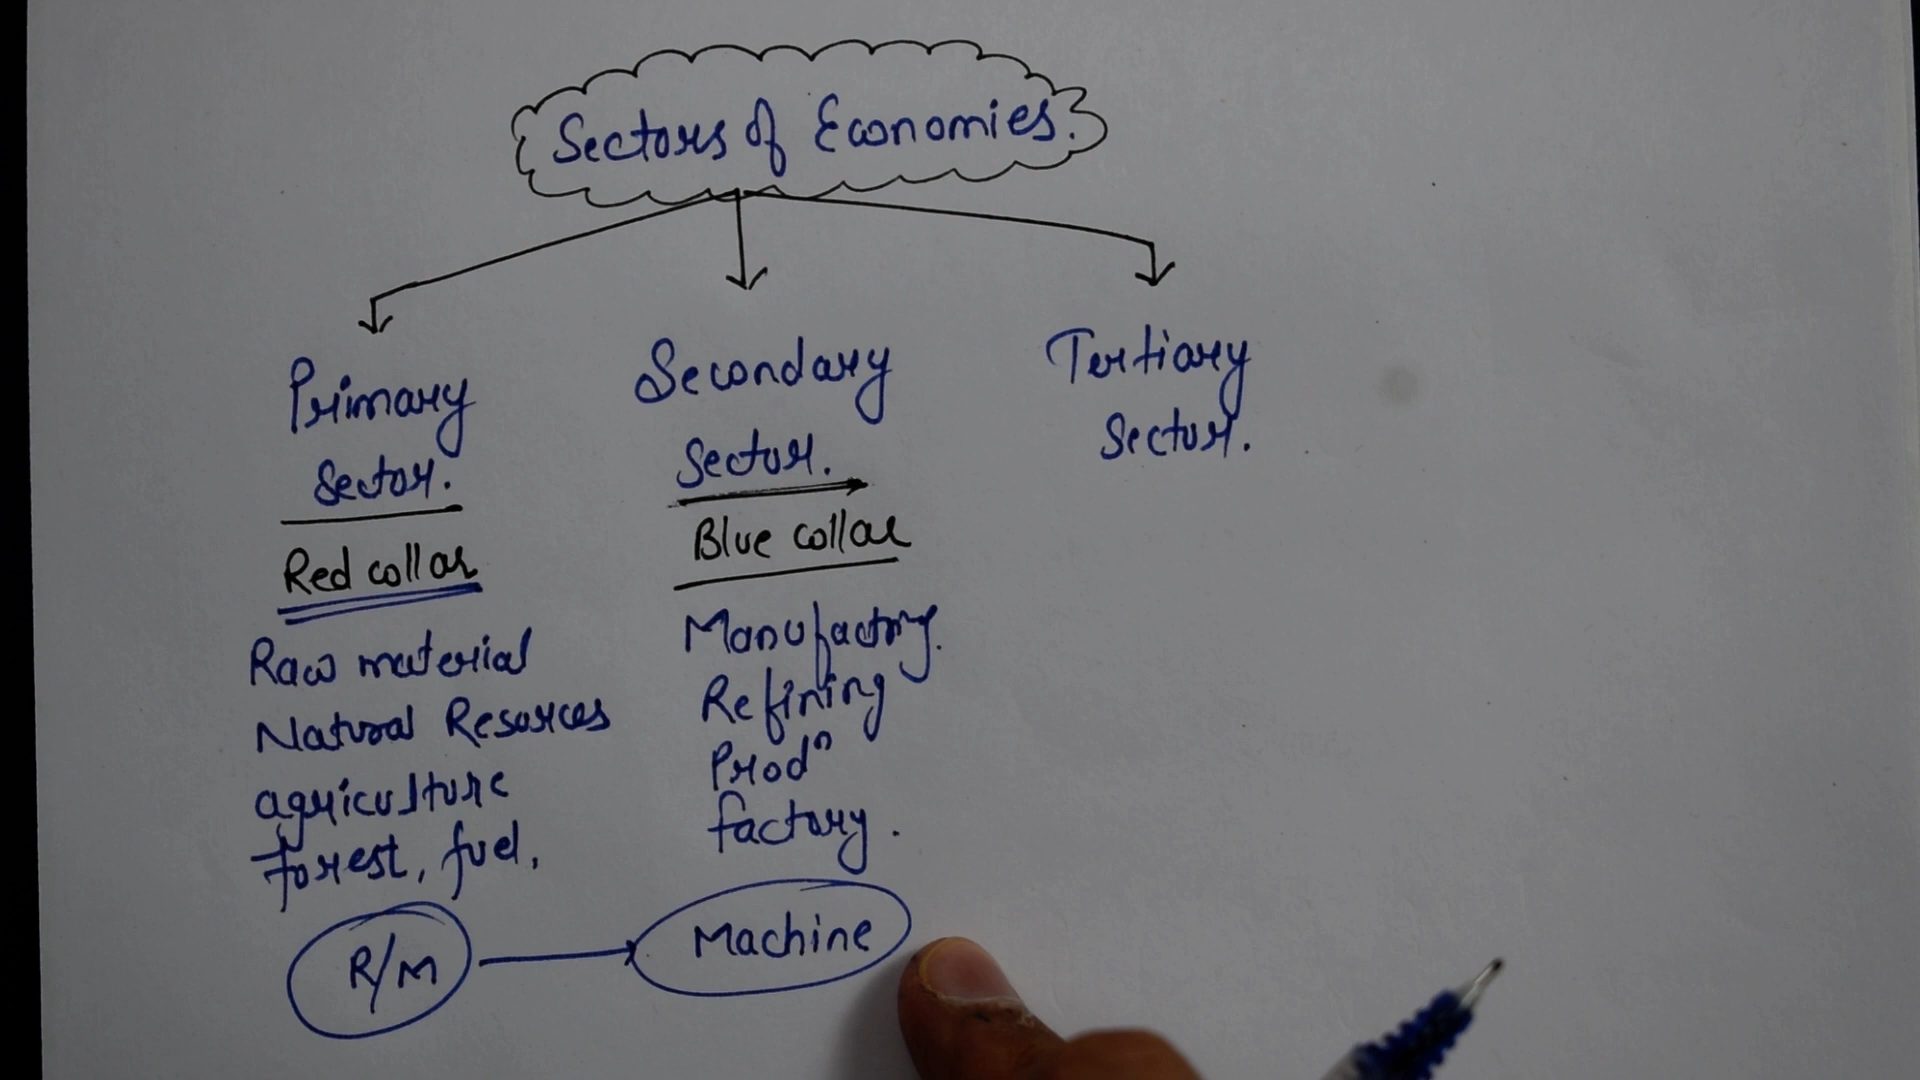 Sectors of Economies.
Primary
Sector.
Red collar
Raw material
Natural Resources
agriculture
forest, fuel,
R/M
Secondary
Sector.
Blue collar
Manufactring.
Refining
Prodⁿ
factory.
Machine
Tertiary
Sector.